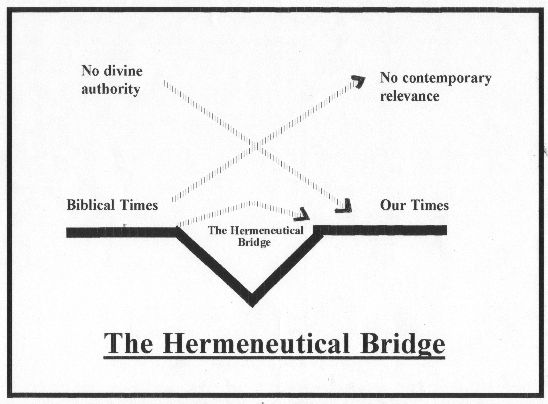 No divine
authority
No contemporary
relevance
Biblical Times
Our Times
The Hermeneutical
Bridge
The Hermeneutical Bridge